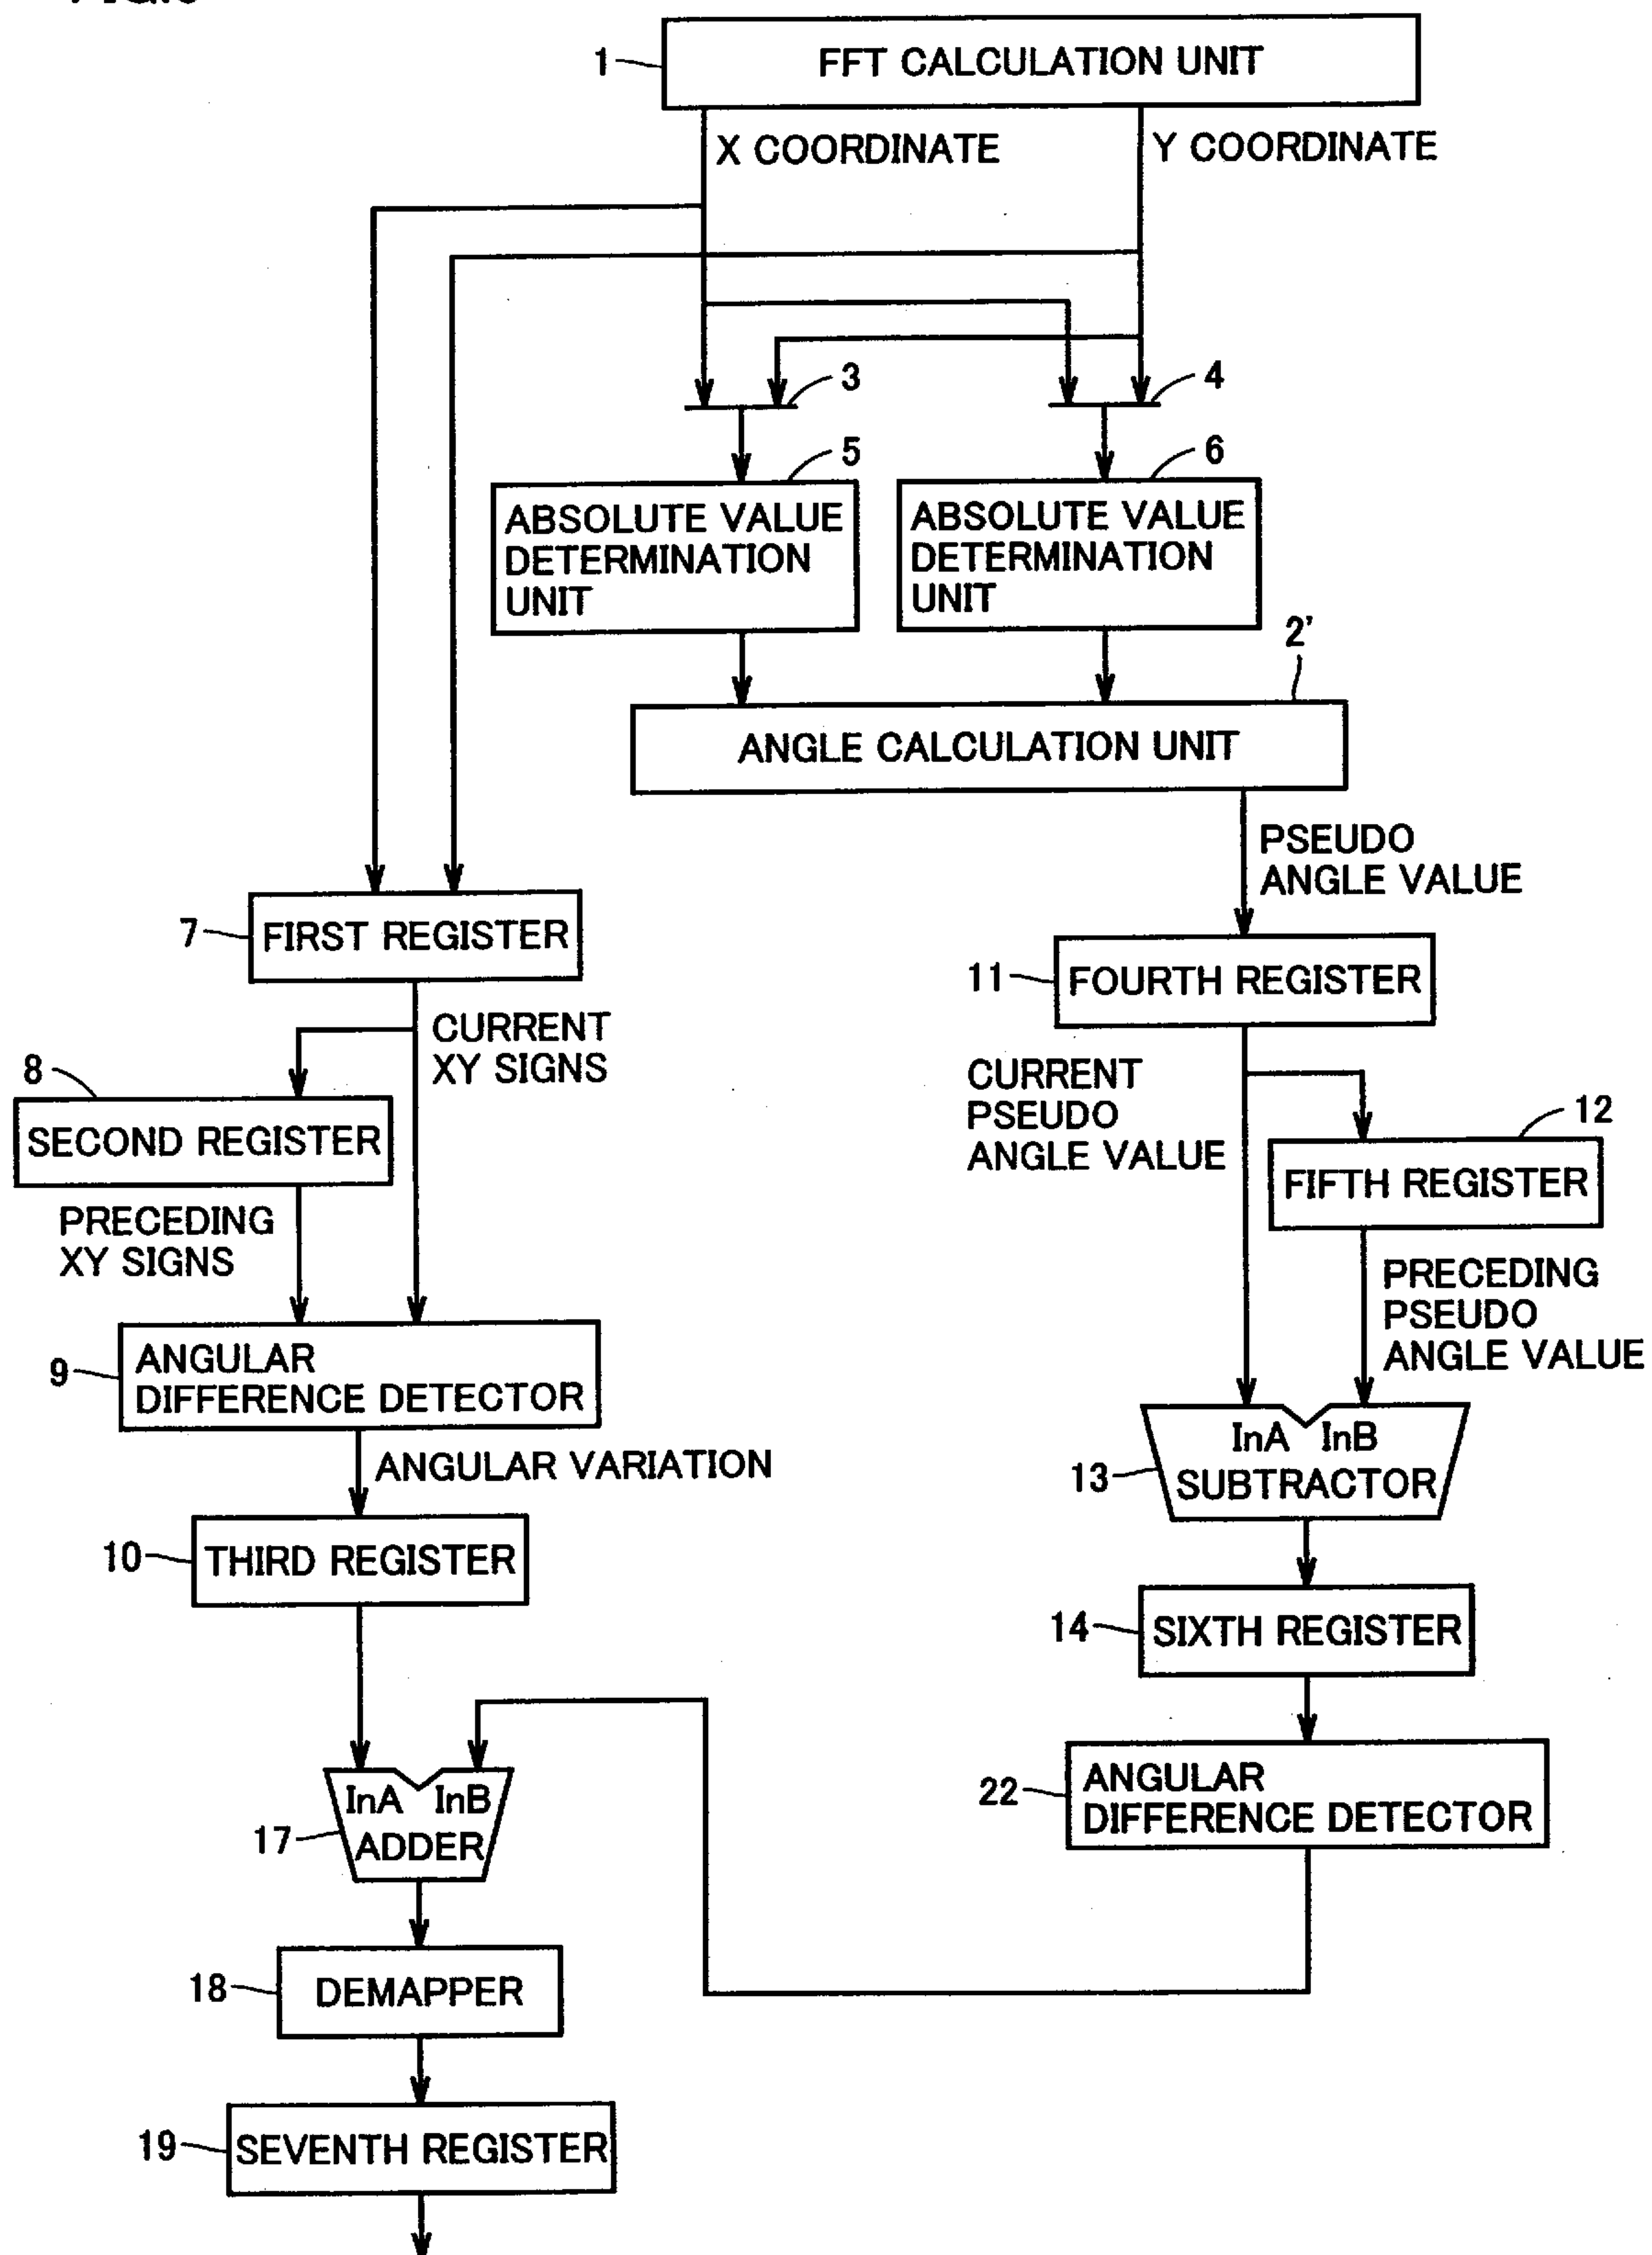 1
FFT CALCULATION UNIT
X COORDINATE
Y COORDINATE
3
4
5
6
ABSOLUTE VALUE
DETERMINATION
UNIT
ABSOLUTE VALUE
DETERMINATION
UNIT
2'
ANGLE CALCULATION UNIT
PSEUDO
ANGLE VALUE
7
FIRST REGISTER
11
FOURTH REGISTER
CURRENT
XY SIGNS
8
SECOND REGISTER
CURRENT
PSEUDO
ANGLE VALUE
12
FIFTH REGISTER
PRECEDING
XY SIGNS
PRECEDING
PSEUDO
ANGLE VALUE
9
ANGULAR
DIFFERENCE DETECTOR
InA InB
13
SUBTRACTOR
ANGULAR VARIATION
10
THIRD REGISTER
14
SIXTH REGISTER
22
ANGULAR
DIFFERENCE DETECTOR
InA InB
17
ADDER
18
DEMAPPER
19
SEVENTH REGISTER